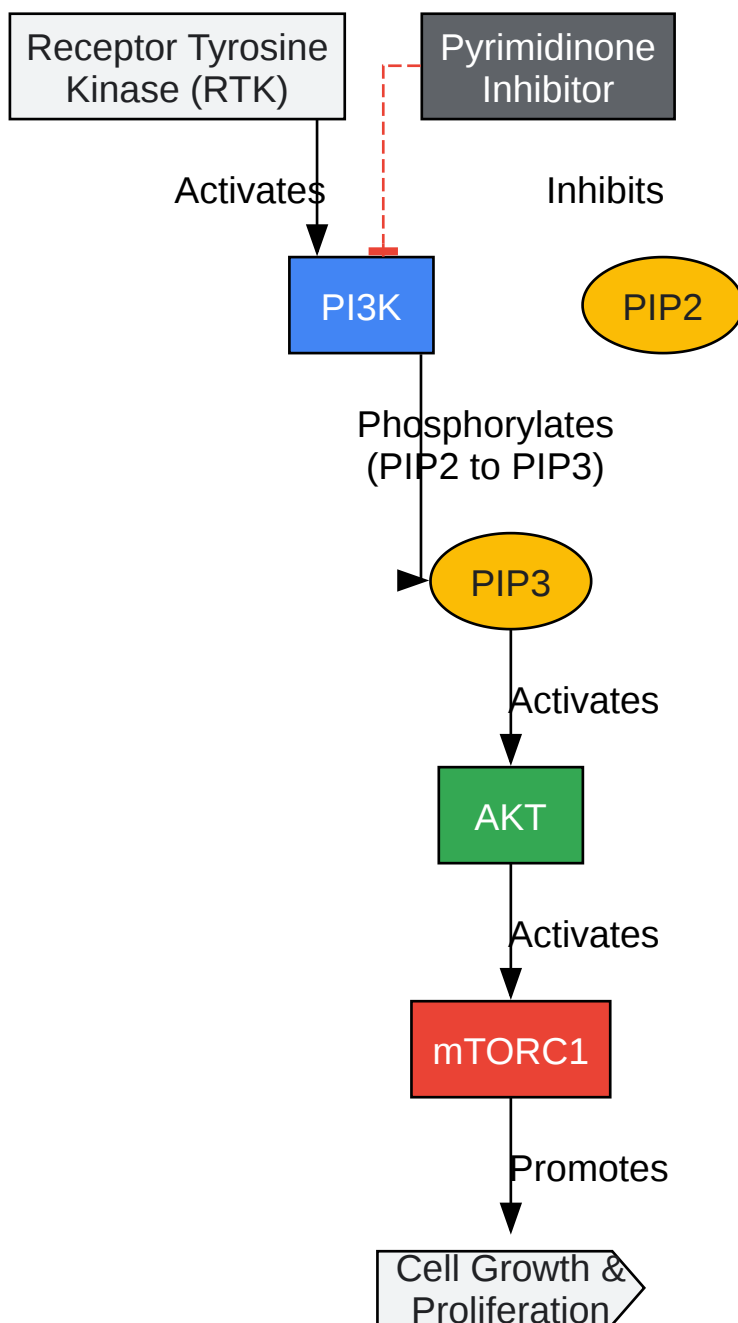 Receptor Tyrosine
Kinase (RTK)
Pyrimidinone
Inhibitor
Activates
Inhibits
PI3K
PIP2
Phosphorylates
(PIP2 to PIP3)
PIP3
Activates
AKT
Activates
mTORC1
Promotes
Cell Growth &
Proliferation